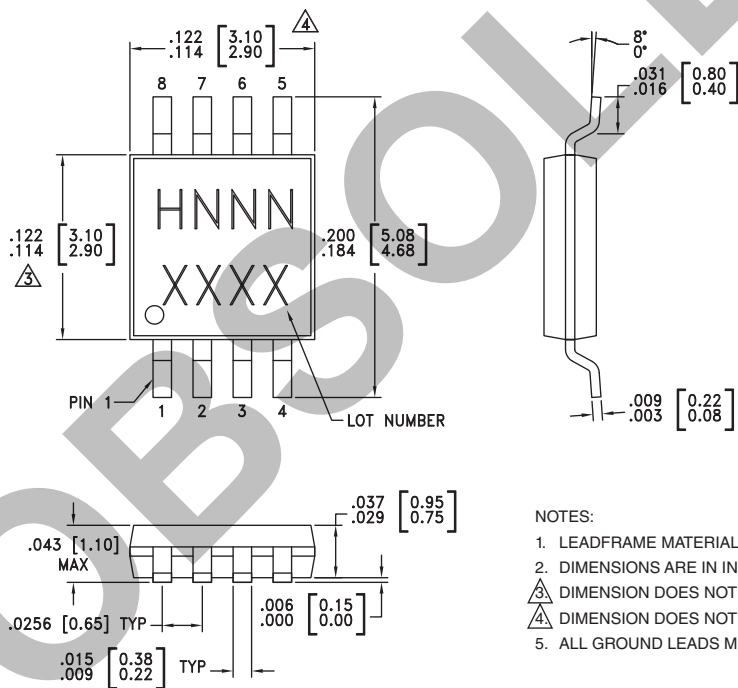 .122 [3.10]
.114 [2.90]
4
8 7 6 5
HNNN
XXXX
.122 [3.10]
.114 [2.90]
3
.200 [5.08]
.184 [4.68]
PIN 1
1 2 3 4
LOT NUMBER
8°
0°
.031 [0.80]
.016 [0.40]
.009 [0.22]
.003 [0.08]
.037 [0.95]
.029 [0.75]
.043 [1.10]
MAX
.0256 [0.65] TYP
.006 [0.15]
.000 [0.00]
.015 [0.38]
.009 [0.22]
TYP
NOTES:
1. LEADFRAME MATERIAL
2. DIMENSIONS ARE IN IN
3. DIMENSION DOES NOT
4. DIMENSION DOES NOT
5. ALL GROUND LEADS M
OBSOLE